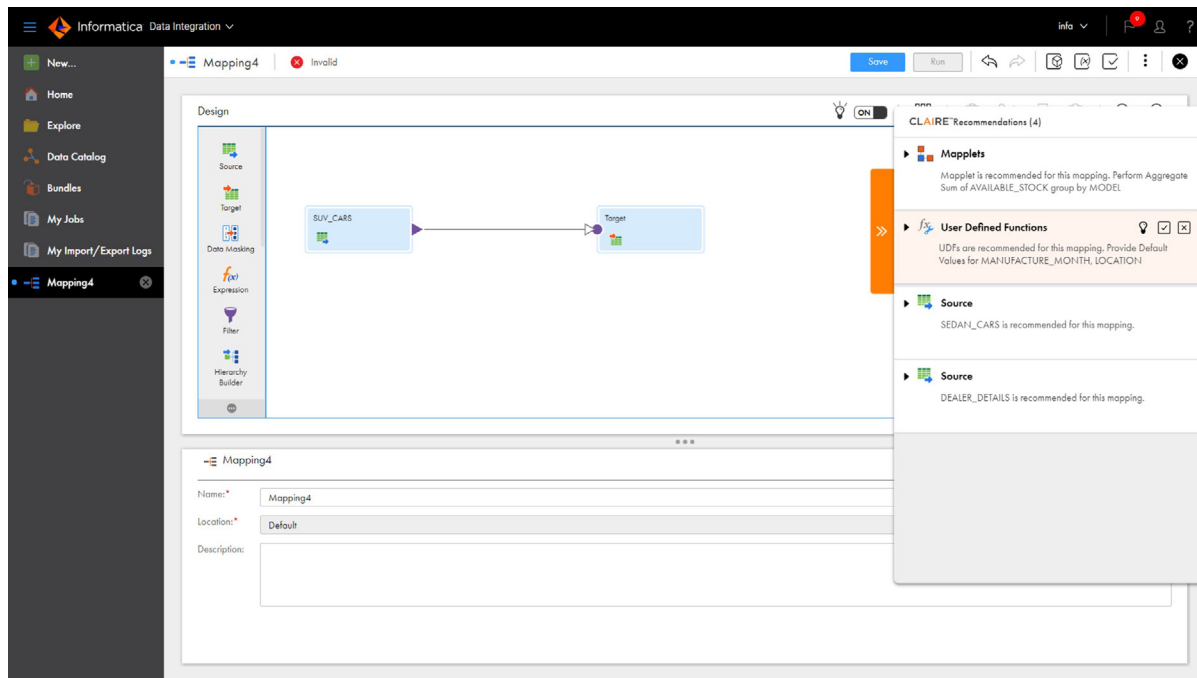 Informatica Data Integration
infa
9
?
New...
Home
Explore
Data Catalog
Bundles
My Jobs
My Import/Export Logs
Mapping4
Mapping4
Invalid
Save
Run
Design
ON
Source
Target
Data Masking
f(x)
Expression
Filter
Hierarchy
Builder
SUV_CARS
Target
CLAIRE™ Recommendations (4)
Mapplets
Mapplet is recommended for this mapping. Perform Aggregate
Sum of AVAILABLE_STOCK group by MODEL
User Defined Functions
UDFs are recommended for this mapping. Provide Default
Values for MANUFACTURE_MONTH, LOCATION
Source
SEDAN_CARS is recommended for this mapping.
Source
DEALER_DETAILS is recommended for this mapping.
Mapping4
Name:*
Mapping4
Location:*
Default
Description: